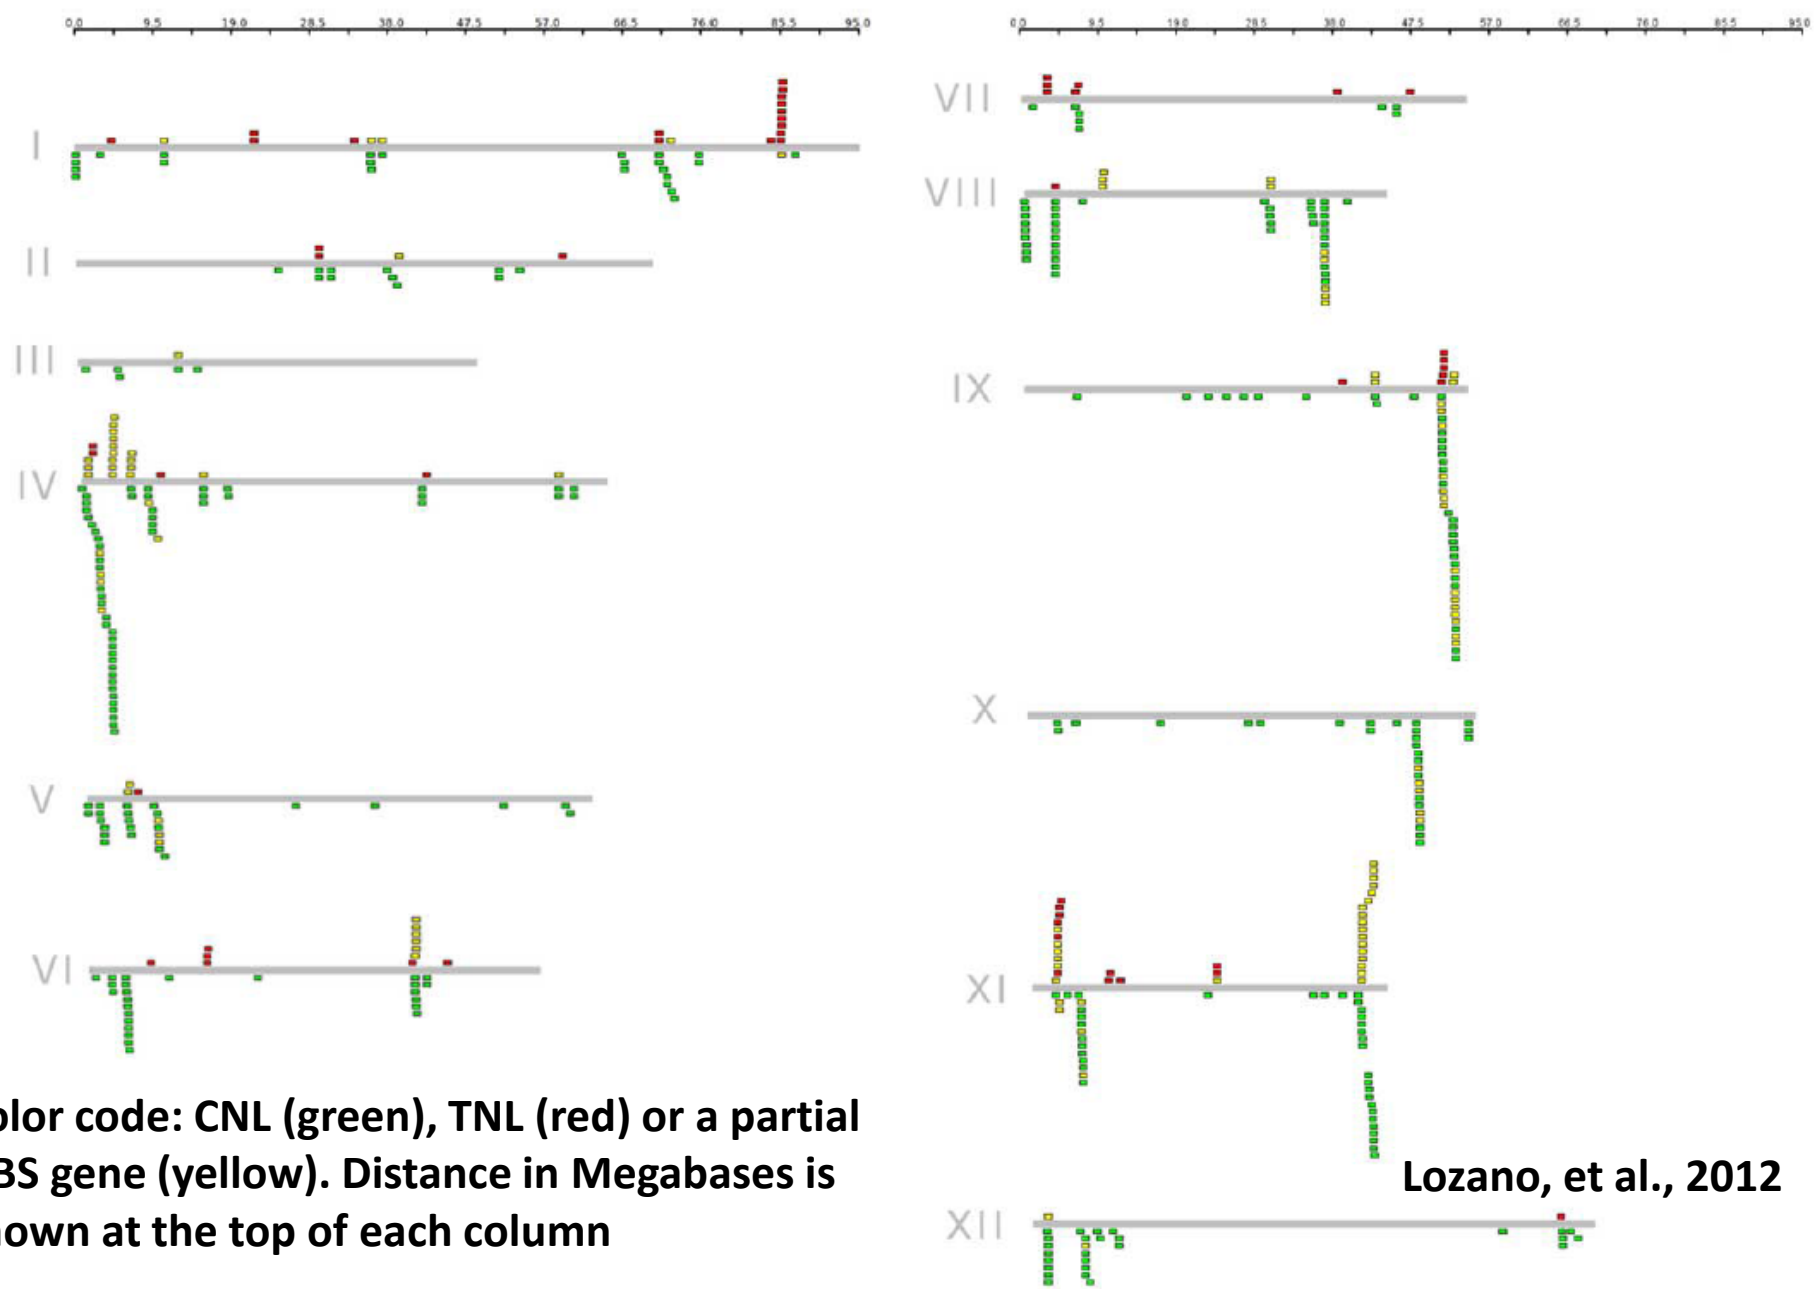 0.0 9.5 19.0 28.5 38.0 47.5 57.0 66.5 76.0 85.5 95.0
I
II
III
IV
V
VI
olor code: CNL (green), TNL (red) or a partial
BS gene (yellow). Distance in Megabases is
nown at the top of each column
0.0 9.5 19.0 28.5 38.0 47.5 57.0 66.5 76.0 85.5 95.0
VII
VIII
IX
X
XI
Lozano, et al., 2012
XII